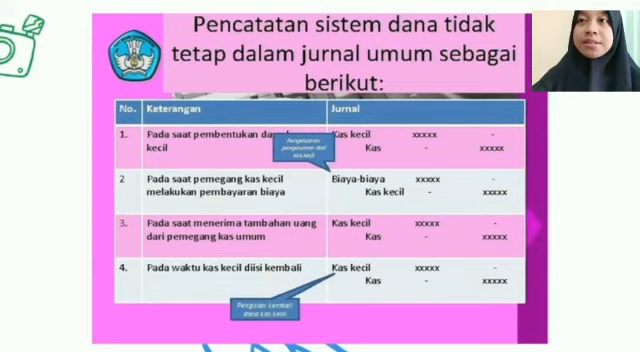 Pencatatan sistem dana tidak
tetap dalam jurnal umum sebagai
berikut:
No. Keterangan Jurnal
1. Pada saat pembentukan Kas kecil xxxxx -
kecil Kas - xxxxx
2 Pada saat pemegang kas kecil Biaya-biaya xxxxx -
melakukan pembayaran biaya Kas kecil - xxxxx
3. Pada saat menerima tambahan uang Kas kecil xxxxx -
dari pemegang kas umum Kas - xxxxx
4. Pada waktu kas kecil diisi kembali Kas kecil xxxxx -
Kas - xxxxx
Pengisian kembali
dana kas kecil